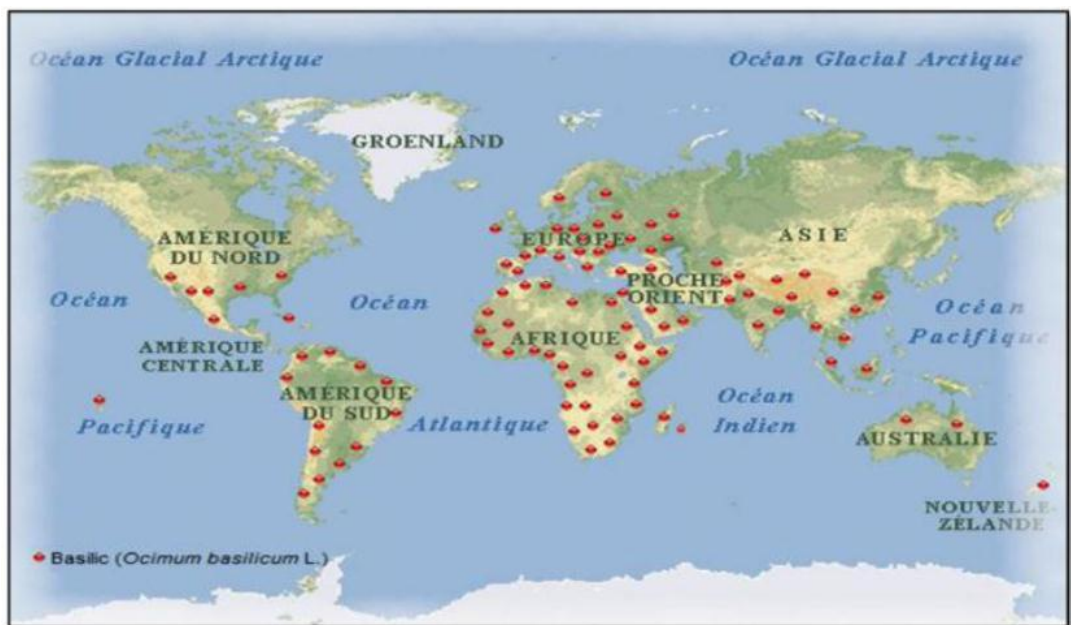 Océan Glacial Arctique
Océan Glacial Arctique
GROENLAND
AMÉRIQUE
DU NORD
EUROPE
ASIE
PROCHE
ORIENT
Océan
Océan
Océan
Pacifique
AFRIQUE
AMÉRIQUE
CENTRALE
AMÉRIQUE
DU SUD
Océan
Indien
Pacifique
Atlantique
AUSTRALIE
NOUVELLE-
ZÉLANDE
Basilic (Ocimum basilicum L.)